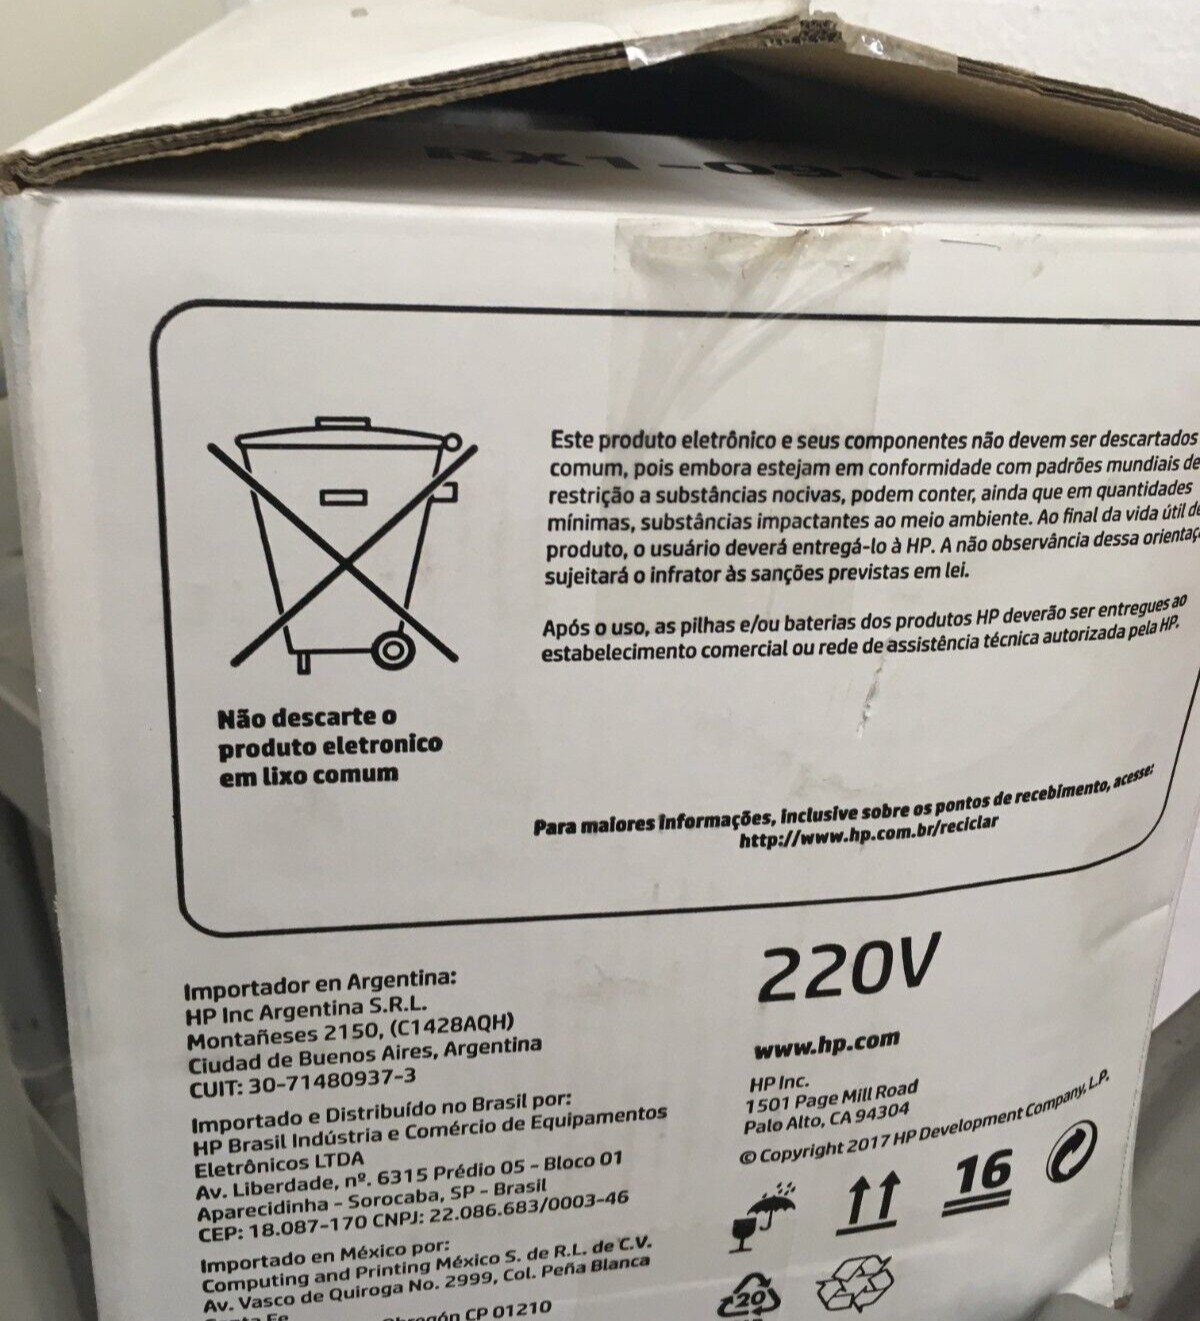 RX1-0914
Este produto eletrônico e seus componentes não devem ser descartados
comum, pois embora estejam em conformidade com padrões mundiais de
restrição a substâncias nocivas, podem conter, ainda que em quantidades
mínimas, substâncias impactantes ao meio ambiente. Ao final da vida útil
produto, o usuário deverá entregá-lo à HP. A não observância dessa
sujeitará o infrator às sanções previstas em lei.
Após o uso, as pilhas e/ou baterias dos produtos HP deverão ser entregues ao
estabelecimento comercial ou rede de assistência técnica autorizada pela HP.
Não descarte o
produto eletronico
em lixo comum
Para maiores informações, inclusive sobre os pontos de recebimento, acesse:
http://www.hp.com.br/reciclar
Importador en Argentina:
HP Inc Argentina S.R.L.
Montañeses 2150, (C1428AQH)
Ciudad de Buenos Aires, Argentina
CUIT: 30-71480937-3
Importado e Distribuído no Brasil por:
HP Brasil Indústria e Comércio de Equipamentos
Eletrônicos LTDA
Av. Liberdade, nº. 6315 Prédio 05 - Bloco 01
Aparecidinha - Sorocaba, SP - Brasil
CEP: 18.087-170 CNPJ: 22.086.683/0003-46
Importado en México por:
Computing and Printing México S. de R.L. de C.V.
Av. Vasco de Quiroga No. 2999, Col. Peña Blanca
CP 01210
220V
www.hp.com
HP Inc.
1501 Page Mill Road
Palo Alto, CA 94304
© Copyright 2017 HP Development Company, L.P.
16
20